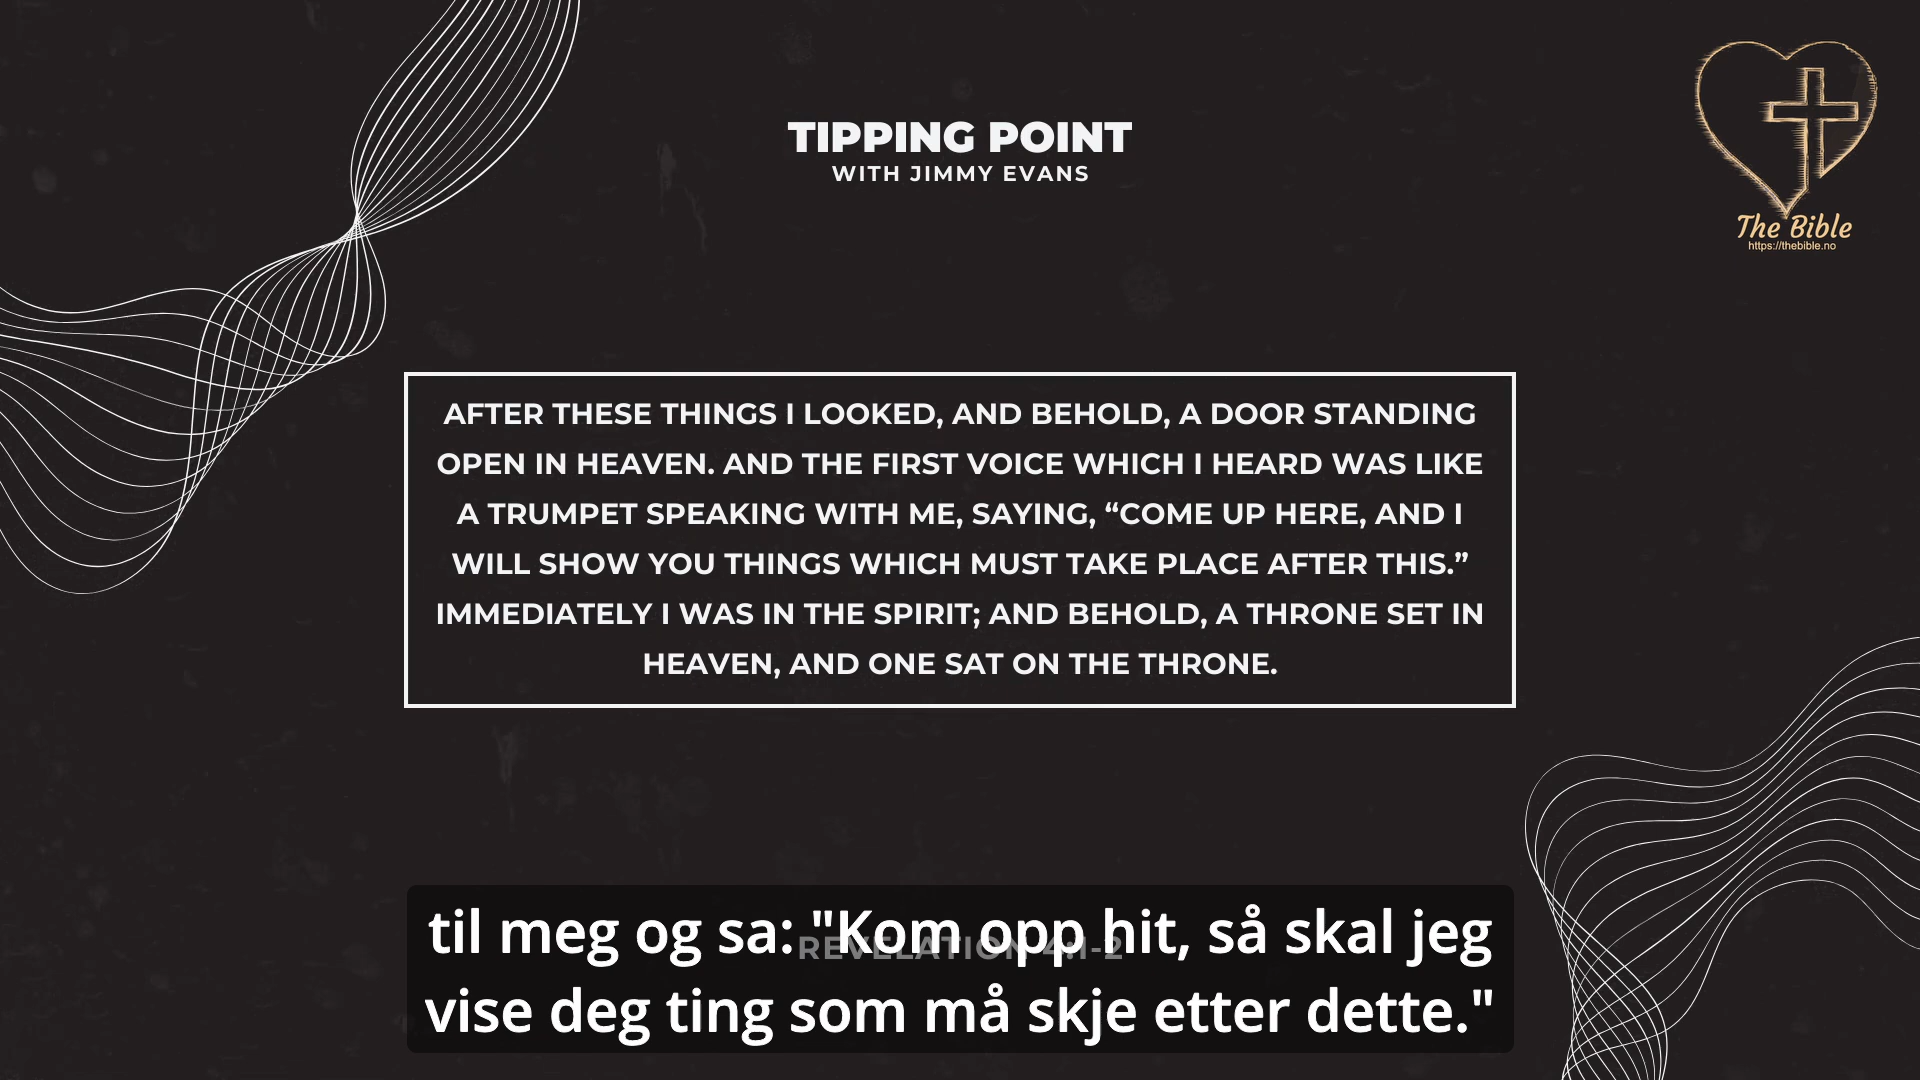 TIPPING POINT
WITH JIMMY EVANS
The Bible
https://thebible.no
AFTER THESE THINGS I LOOKED, AND BEHOLD, A DOOR STANDING
OPEN IN HEAVEN. AND THE FIRST VOICE WHICH I HEARD WAS LIKE
A TRUMPET SPEAKING WITH ME, SAYING, “COME UP HERE, AND I
WILL SHOW YOU THINGS WHICH MUST TAKE PLACE AFTER THIS.”
IMMEDIATELY I WAS IN THE SPIRIT; AND BEHOLD, A THRONE SET IN
HEAVEN, AND ONE SAT ON THE THRONE.
REVELATION 4:1-2
til meg og sa: "Kom opp hit, så skal jeg
vise deg ting som må skje etter dette."